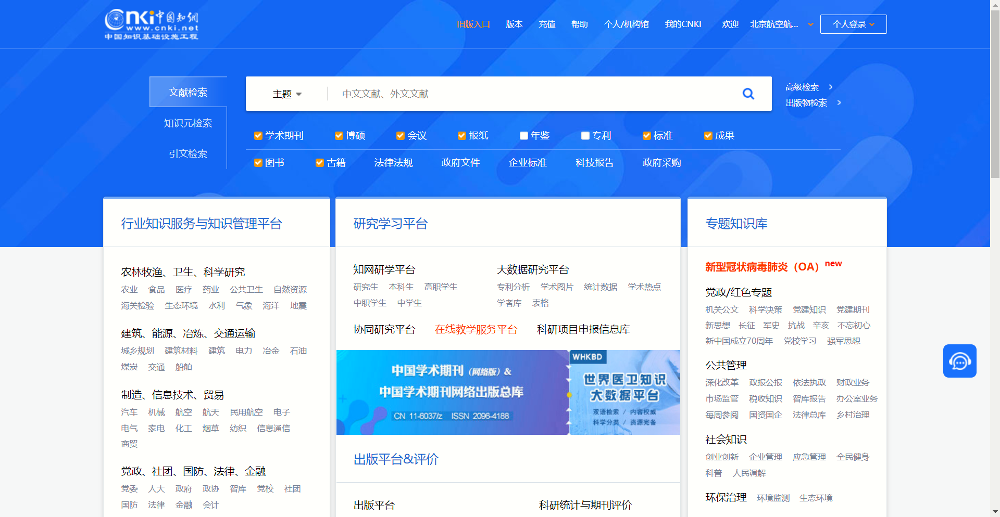 Cnki中国知网
www.cnki.net
中国知识基础设施工程
旧版入口 版本 充值 帮助 个人/机构馆 我的CNKI 欢迎 北京航空航... 个人登录
文献检索
知识元检索
引文检索
主题 中文文献、外文文献
高级检索
出版物检索
学术期刊 博硕 会议 报纸 年鉴 专利 标准 成果
图书 古籍 法律法规 政府文件 企业标准 科技报告 政府采购
行业知识服务与知识管理平台
农林牧渔、卫生、科学研究
农业 食品 医疗 药业 公共卫生 自然资源
海关检验 生态环境 水利 气象 海洋 地震
建筑、能源、冶炼、交通运输
城乡规划 建筑材料 建筑 电力 冶金 石油
煤炭 交通 船舶
制造、信息技术、贸易
汽车 机械 航空 航天 民用航空 电子
电气 家电 化工 烟草 纺织 信息通信
商贸
党政、社团、国防、法律、金融
党委 人大 政府 政协 智库 党校 社团
国防 法律 金融 会计
研究学习平台
知网研学平台
研究生 本科生 高职学生
中职学生 中学生
大数据研究平台
专利分析 学术图片 统计数据 学术热点
学者库 表格
协同研究平台 在线教学服务平台 科研项目申报信息库
中国学术期刊（网络版）&
中国学术期刊网络出版总库
CN 11-6037/z ISSN 2096-4188
WHKBD
世界医卫知识
大数据平台
双语检索 / 内容权威
科学分类 / 资源完备
出版平台&评价
出版平台 科研统计与期刊评价
专题知识库
新型冠状病毒肺炎（OA）new
党政/红色专题
机关公文 科学决策 党建知识 党建期刊
新思想 长征 军史 抗战 辛亥 不忘初心
新中国成立70周年 党校学习 强军思想
公共管理
深化改革 政报公报 依法执政 财政业务
市场监管 税收知识 智库报告 办公室业务
每周参阅 国资国企 法律总库 乡村治理
社会知识
创业创新 企业管理 应急管理 全民健身
科普 人民调解
环保治理 环境监测 生态环境